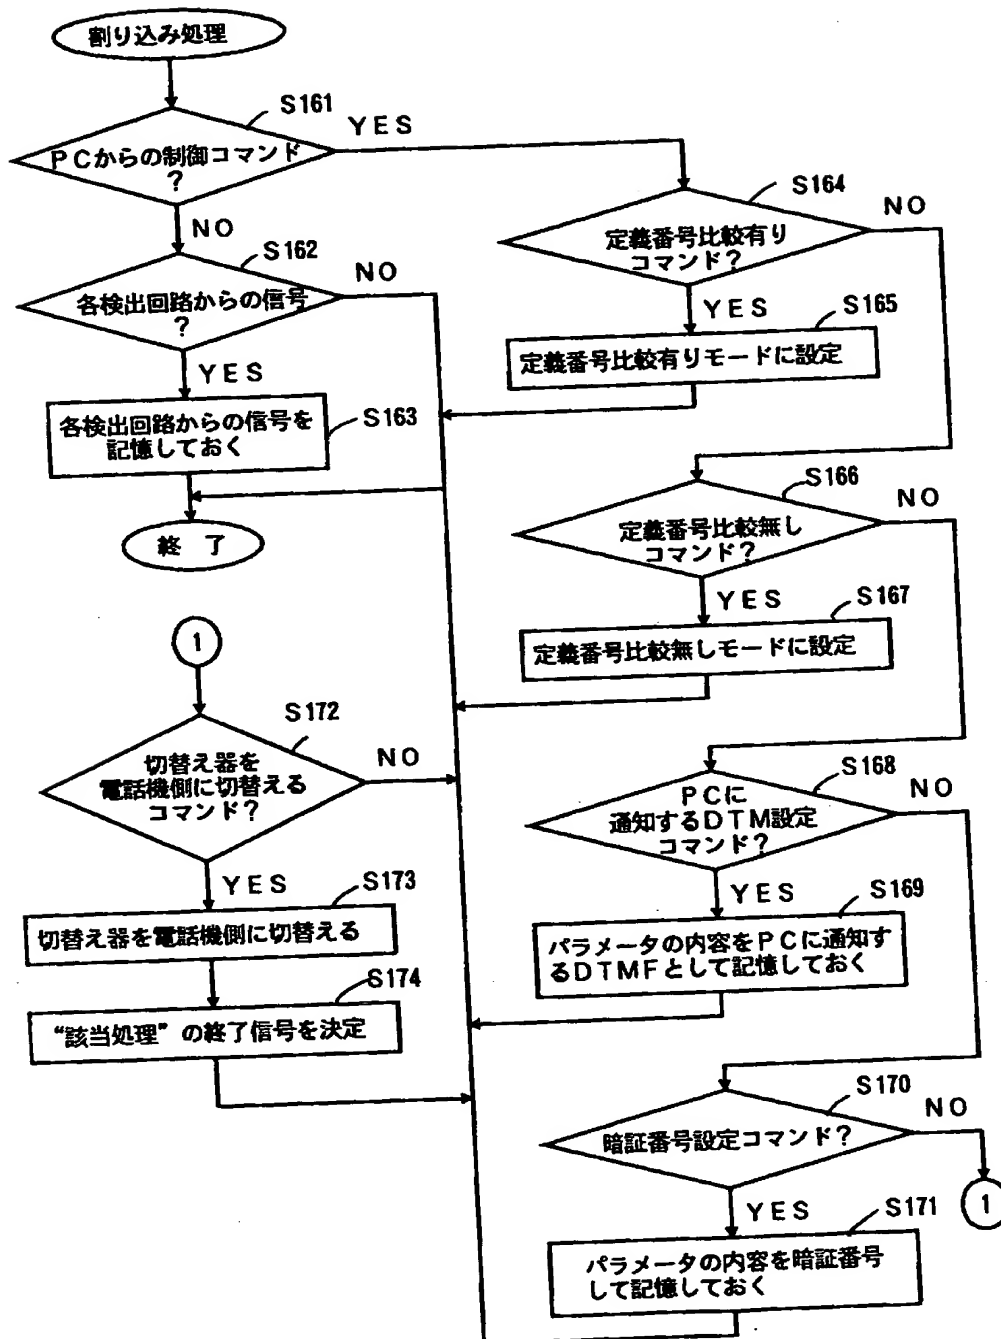 割り込み処理
S161
PCからの制御コマンド
?
YES
NO
S162
各検出回路からの信号
?
NO
YES
各検出回路からの信号を
記憶しておく
S163
終 了
S164
定義番号比較有り
コマンド?
NO
YES
S165
定義番号比較有りモードに設定
S166
定義番号比較無し
コマンド?
NO
YES
S167
定義番号比較無しモードに設定
S168
PCに
通知するDTM設定
コマンド?
NO
YES
S169
パラメータの内容をPCに通知す
るDTMFとして記憶しておく
S170
暗証番号設定コマンド?
NO
1
YES
S171
パラメータの内容を暗証番号
して記憶しておく
1
S172
切替え器を
電話機側に切替える
コマンド?
NO
YES
S173
切替え器を電話機側に切替える
S174
“該当処理”の終了信号を決定